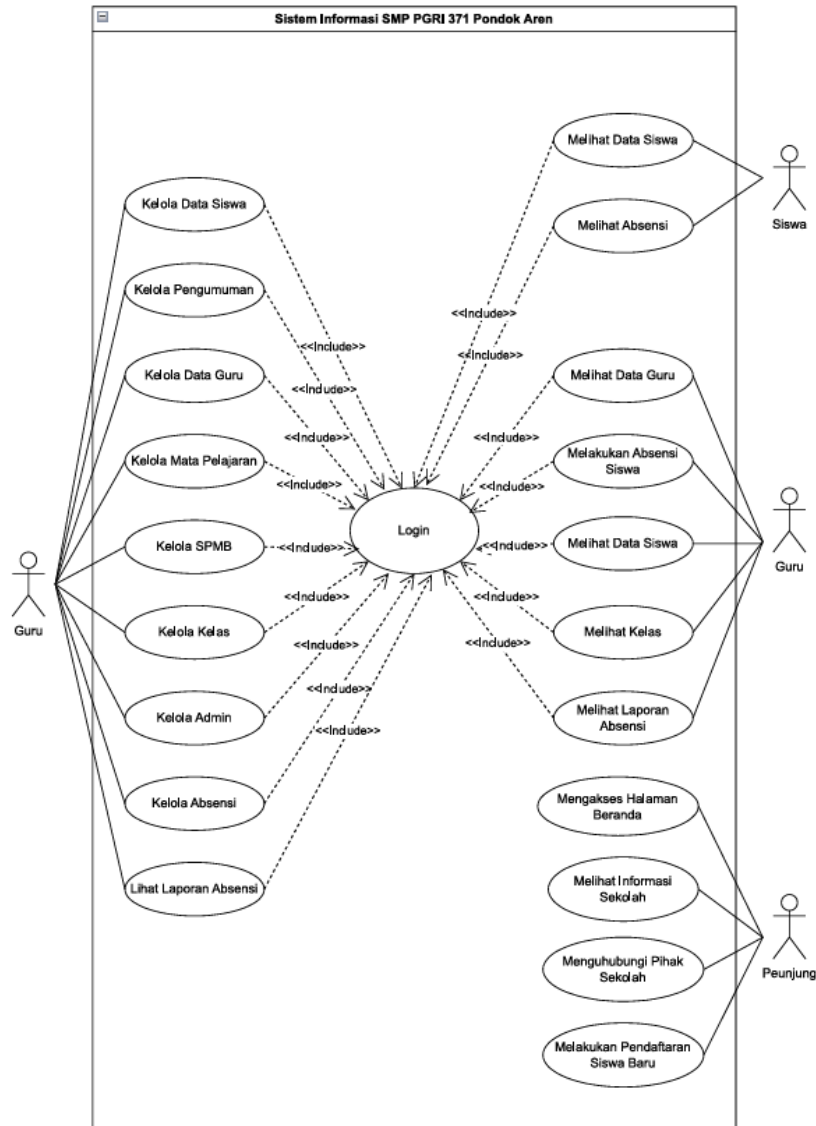 Sistem Informasi SMP PGRI 371 Pondok Aren
Melihat Data Siswa
Melihat Absensi
Siswa
Kelola Data Siswa
Kelola Pengumuman
Kelola Data Guru
Kelola Mata Pelajaran
Kelola SPMB
Kelola Kelas
Kelola Admin
Kelola Absensi
Lihat Laporan Absensi
Guru
<<Include>>
<<Include>>
<<Include>>
<<Include>>
<<Include>>
<<Include>>
<<Include>>
<<Include>>
<<Include>>
Login
<<Include>>
<<Include>>
<<Include>>
<<Include>>
<<Include>>
<<Include>>
<<Include>>
Melihat Data Guru
Melakukan Absensi
Siswa
Melihat Data Siswa
Melihat Kelas
Melihat Laporan
Absensi
Guru
Mengakses Halaman
Beranda
Melihat Informasi
Sekolah
Menguhubungi Pihak
Sekolah
Melakukan Pendaftaran
Siswa Baru
Peunjung